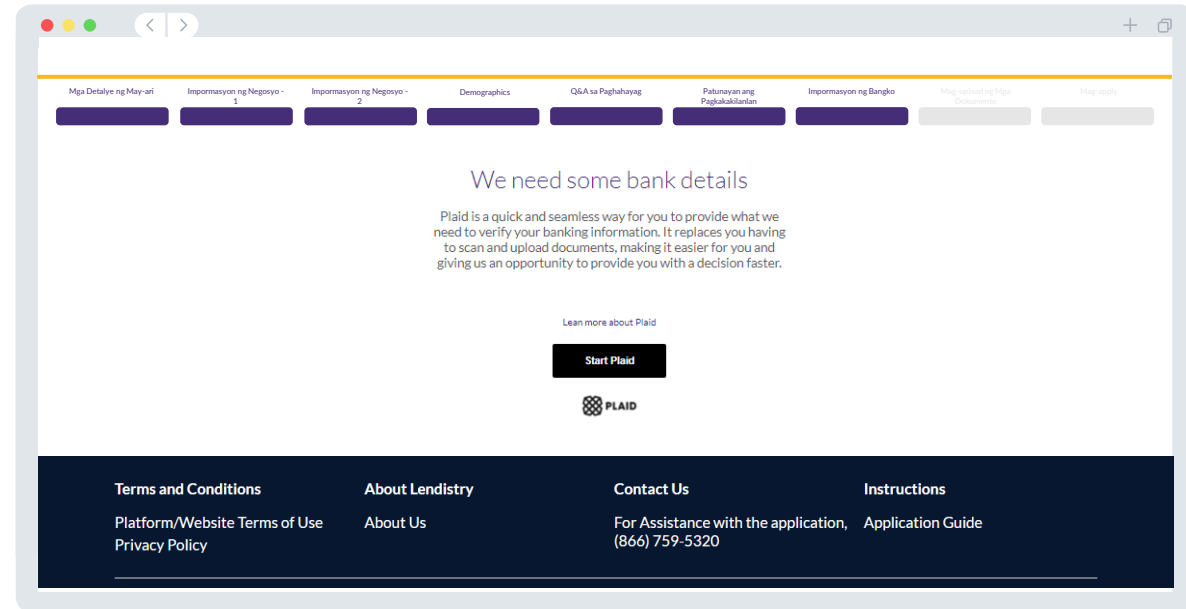 Mga Detalye ng May-ari
Impormasyon ng Negosyo -
1
Impormasyon ng Negosyo -
2
Demographics
Q&A sa Paghahayag
Patunayan ang
Pagkakakilanlan
Impormasyon ng Bangko
Mag-upload ng Mga
Dokumento
Mag-apply
We need some bank details
Plaid is a quick and seamless way for you to provide what we
need to verify your banking information. It replaces you having
to scan and upload documents, making it easier for you and
giving us an opportunity to provide you with a decision faster.
Lean more about Plaid
Start Plaid
PLAID
Terms and Conditions
Platform/Website Terms of Use
Privacy Policy
About Lendistry
About Us
Contact Us
For Assistance with the application,
(866) 759-5320
Instructions
Application Guide